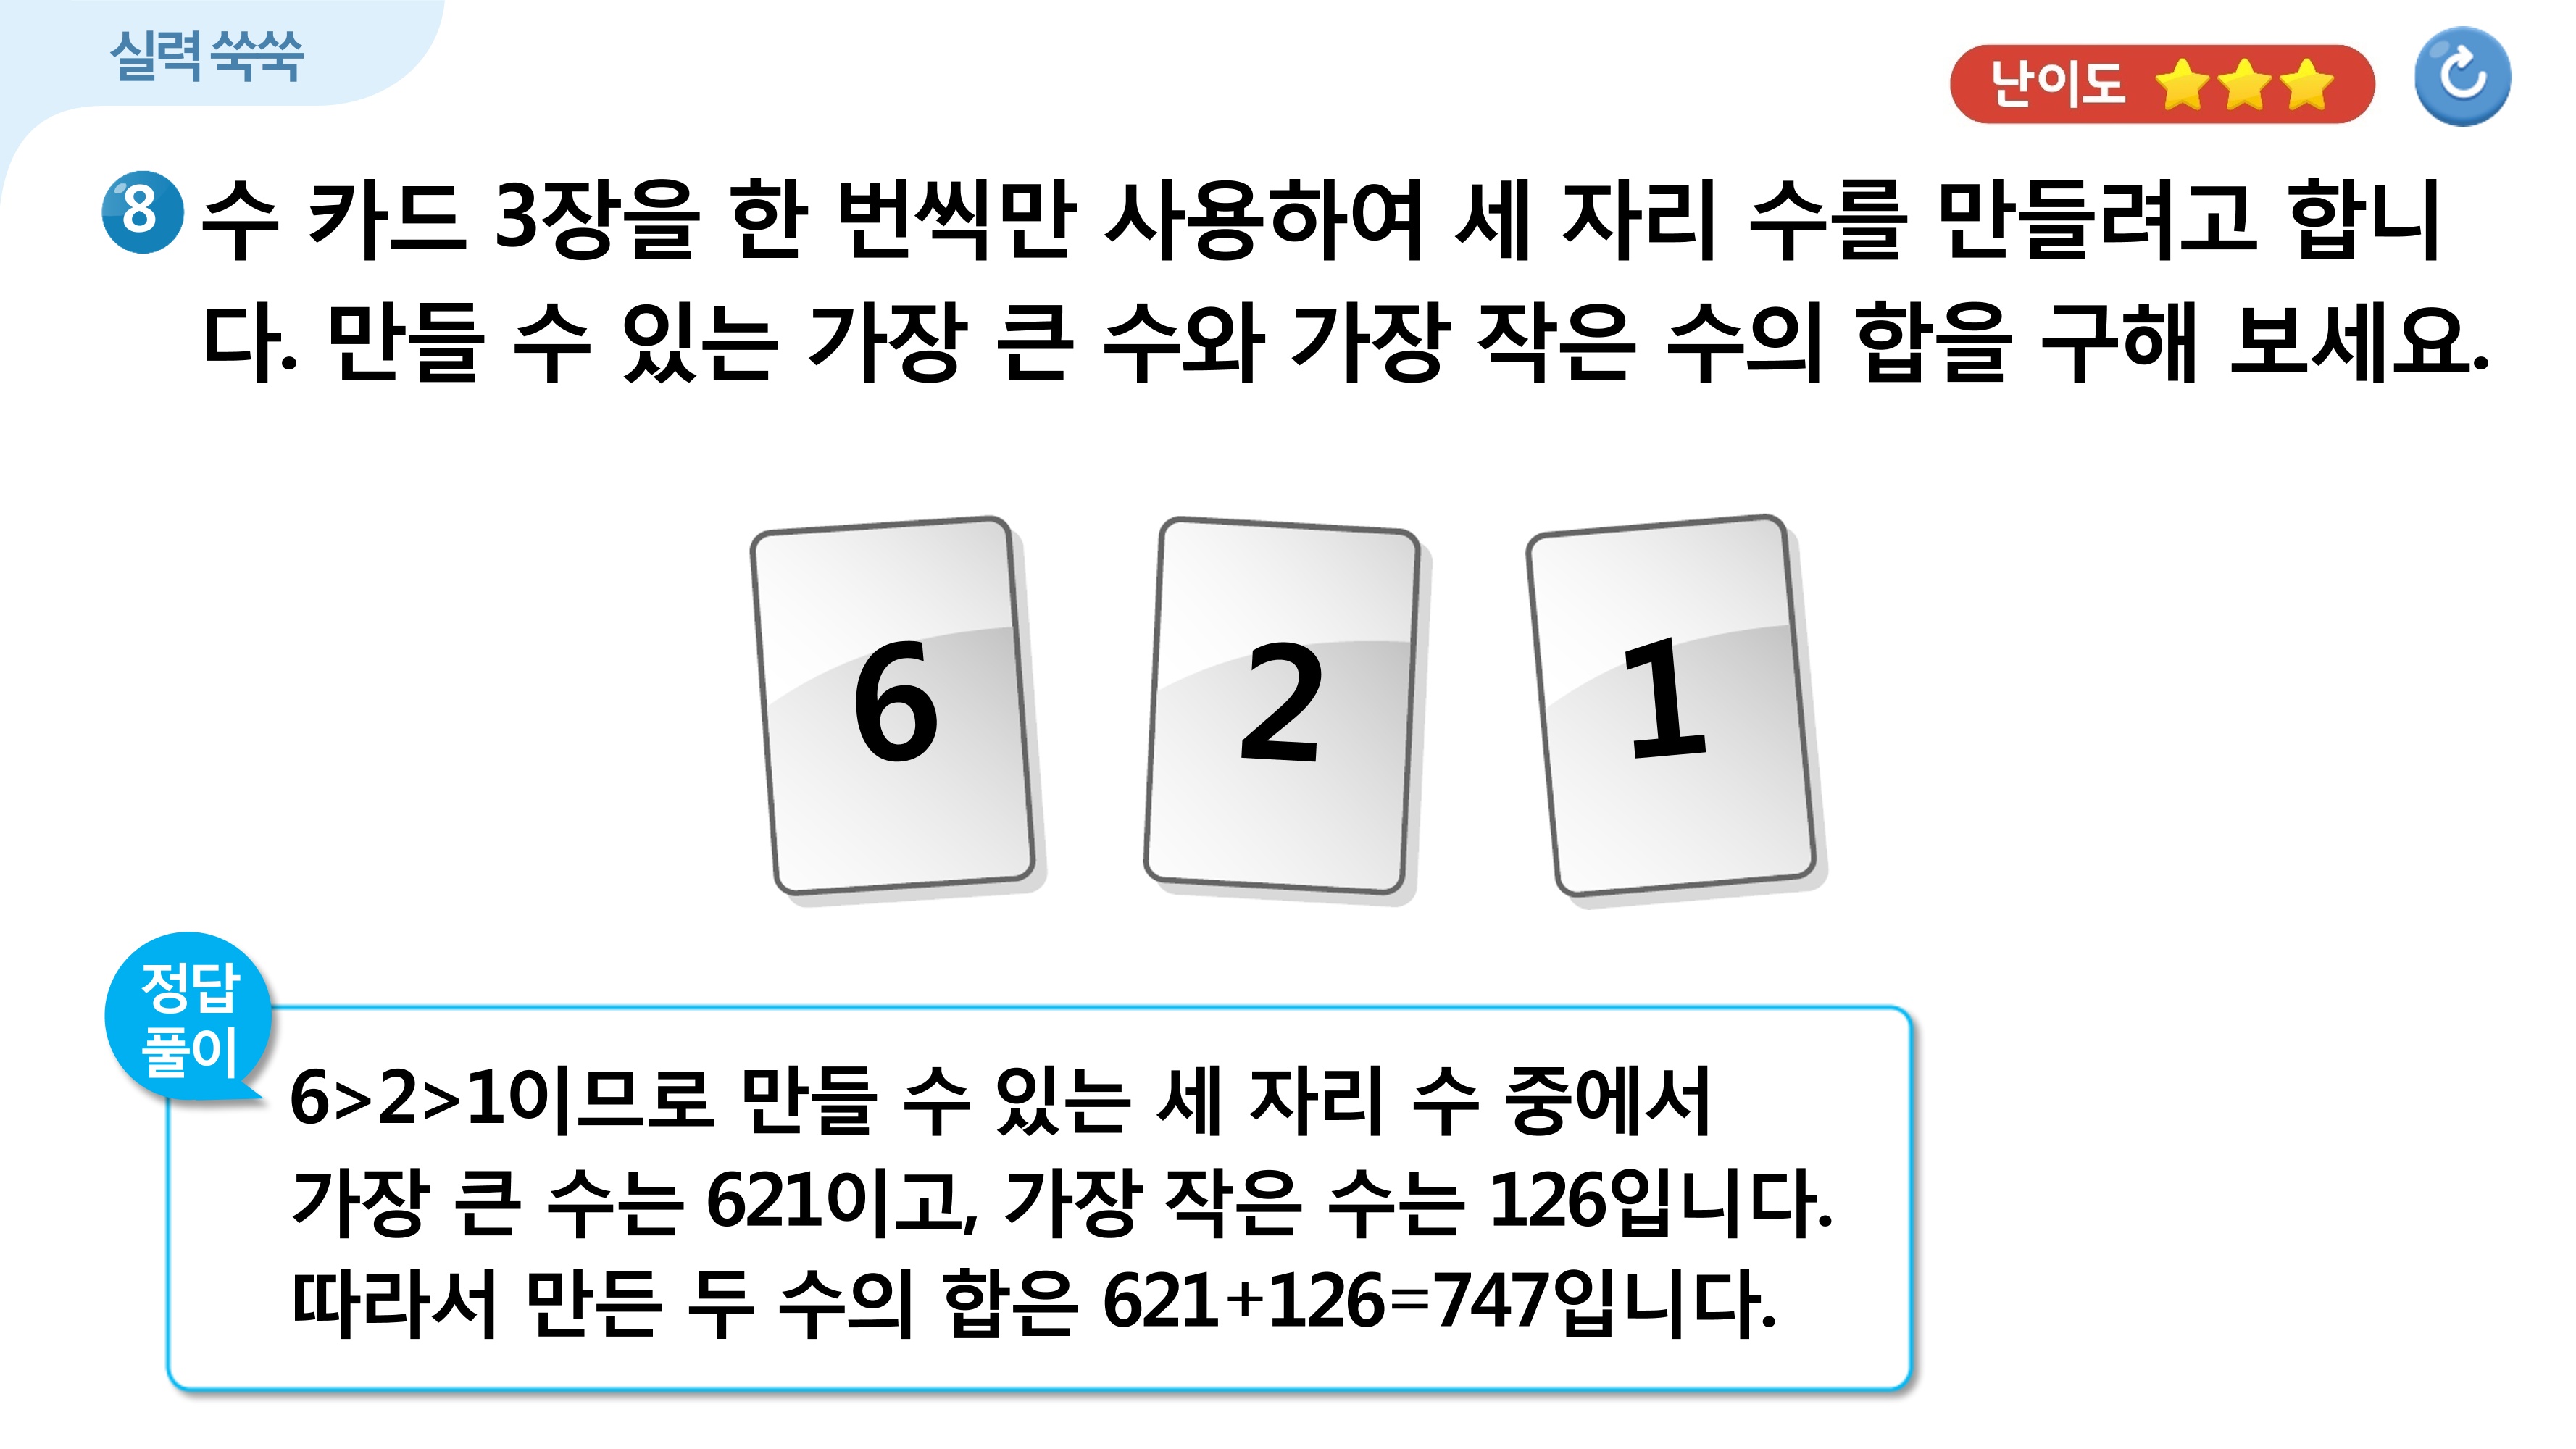 실력 쑥쑥
난이도
8 수 카드 3장을 한 번씩만 사용하여 세 자리 수를 만들려고 합니
다. 만들 수 있는 가장 큰 수와 가장 작은 수의 합을 구해 보세요.
6 2 1
정답
풀이
6>2>1이므로 만들 수 있는 세 자리 수 중에서
가장 큰 수는 621이고, 가장 작은 수는 126입니다.
따라서 만든 두 수의 합은 621+126=747입니다.